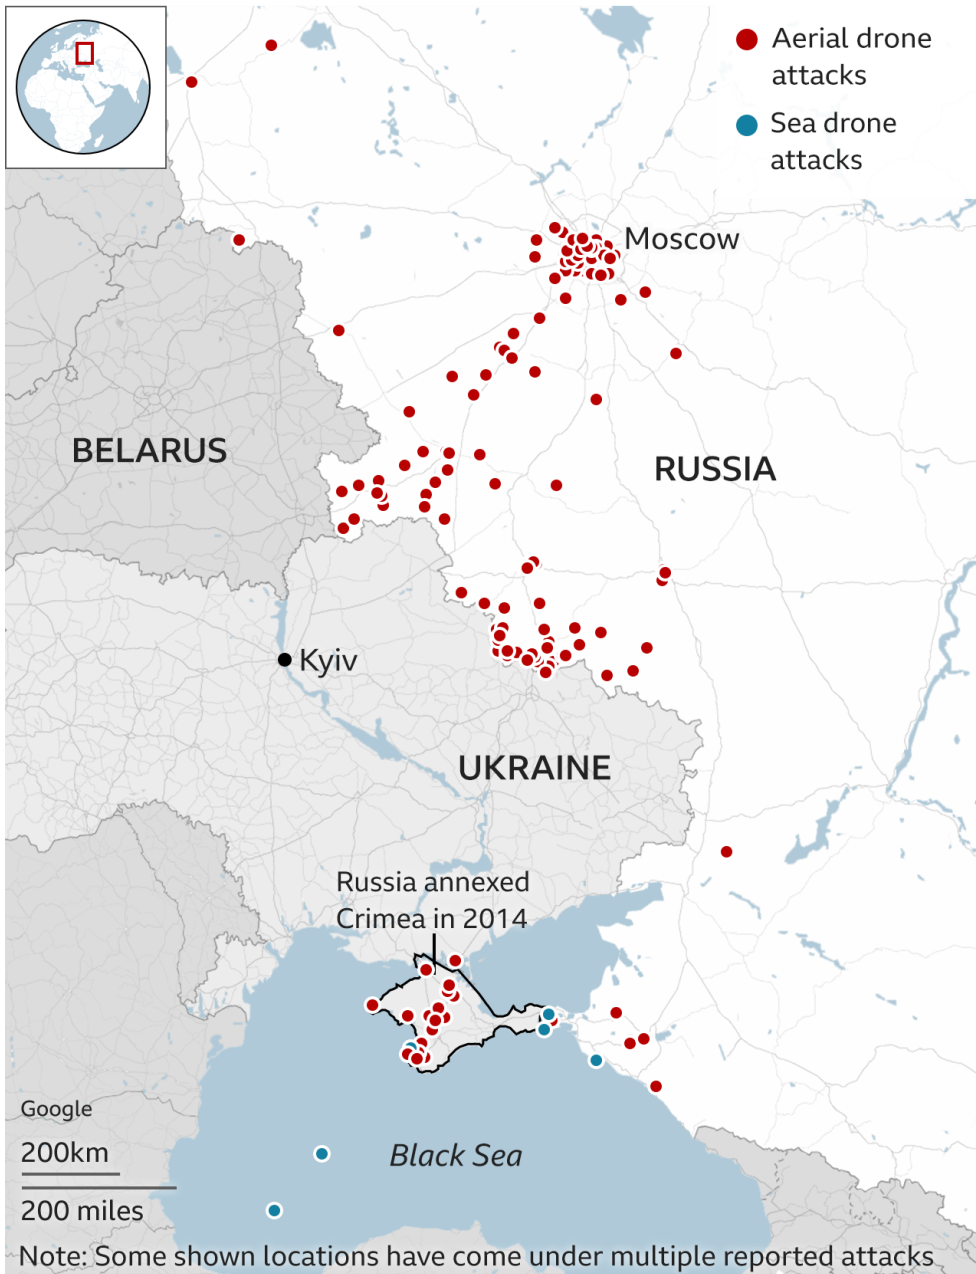 Aerial drone
attacks
Sea drone
attacks
Moscow
BELARUS
RUSSIA
Kyiv
UKRAINE
Russia annexed
Crimea in 2014
Google
200km
Black Sea
200 miles
Note: Some shown locations have come under multiple reported attacks